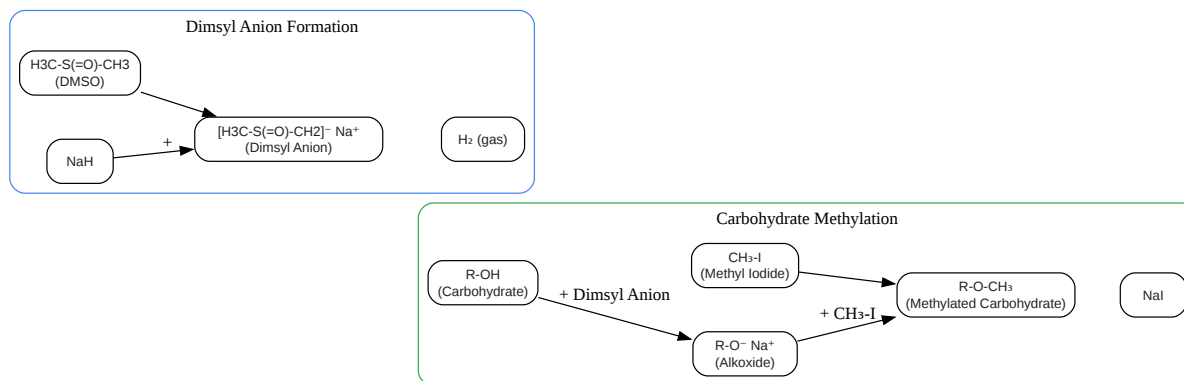 Dimsyl Anion Formation
H3C-S(=O)-CH3
(DMSO)
[H3C-S(=O)-CH2]⁻ Na⁺
(Dimsyl Anion)
H₂ (gas)
+
NaH
Carbohydrate Methylation
CH₃-I
(Methyl Iodide)
R-OH
(Carbohydrate)
+ Dimsyl Anion
R-O-CH₃
(Methylated Carbohydrate)
NaI
+ CH₃-I
R-O⁻ Na⁺
(Alkoxide)